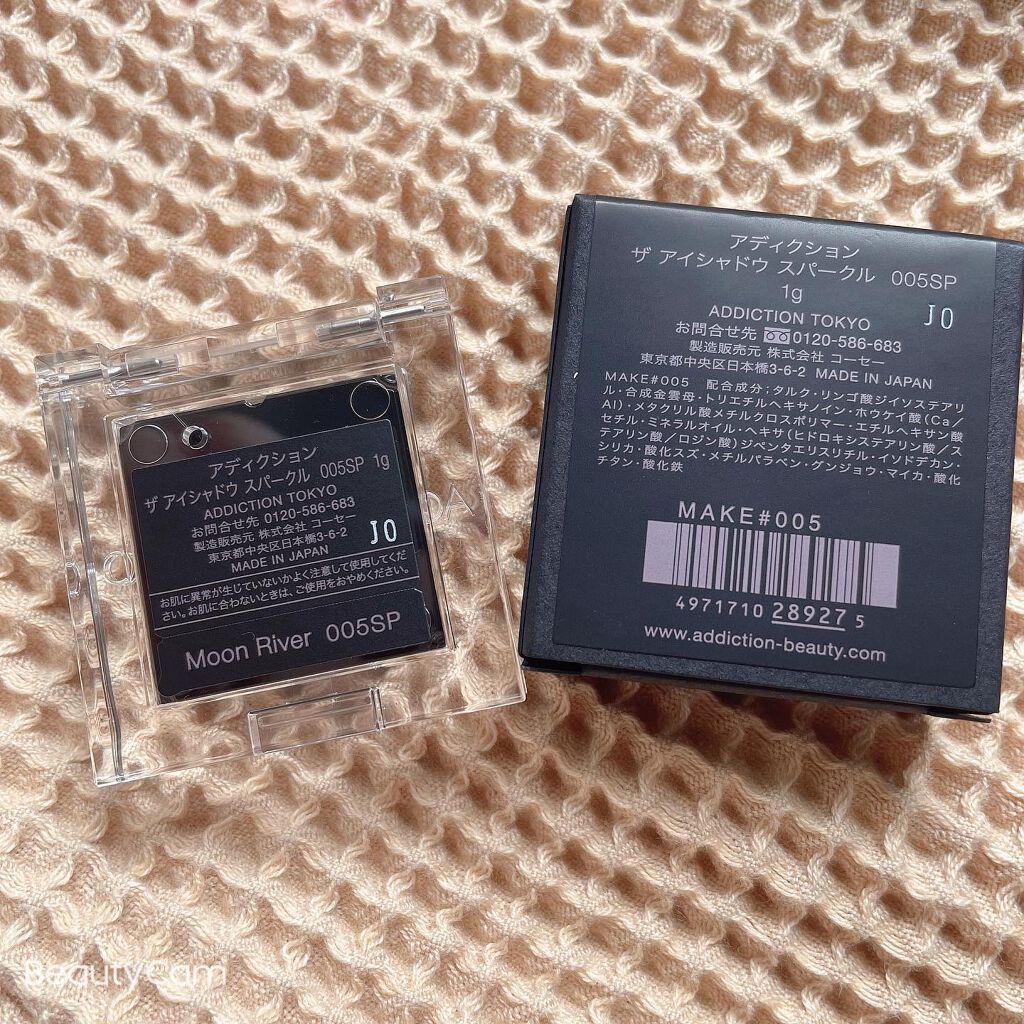 アディクション
ザ アイシャドウ スパークル 005SP 1g
ADDICTION TOKYO
お問合せ先 0120-586-683
製造販売元 株式会社 コーセー
東京都中央区日本橋3-6-2
MADE IN JAPAN
J0
お肌に異常が生じていないかよく注意して使用してくだ
さい。お肌に合わないときは、ご使用をおやめください。
Moon River 005SP
アディクション
ザ アイシャドウ スパークル 005SP
1g
J0
ADDICTION TOKYO
お問合せ先 0120-586-683
製造販売元 株式会社 コーセー
東京都中央区日本橋3-6-2 MADE IN JAPAN
MAKE#005 配合成分;タルク・リンゴ酸ジイソステアリ
ル・合成金雲母・トリエチルヘキサノイン・ホウケイ酸(Ca/
Al)・メタクリル酸メチルクロスポリマー・エチルヘキサン酸
セチル・ミネラルオイル・ヘキサ(ヒドロキシステアリン酸/ス
テアリン酸/ロジン酸)ジペンタエリスリチル・イソドデカン・
シリカ・酸化スズ・メチルパラベン・グンジョウ・マイカ・酸化
チタン・酸化鉄
MAKE#005
4971710 28927 5
www.addiction-beauty.com
BeautyCam